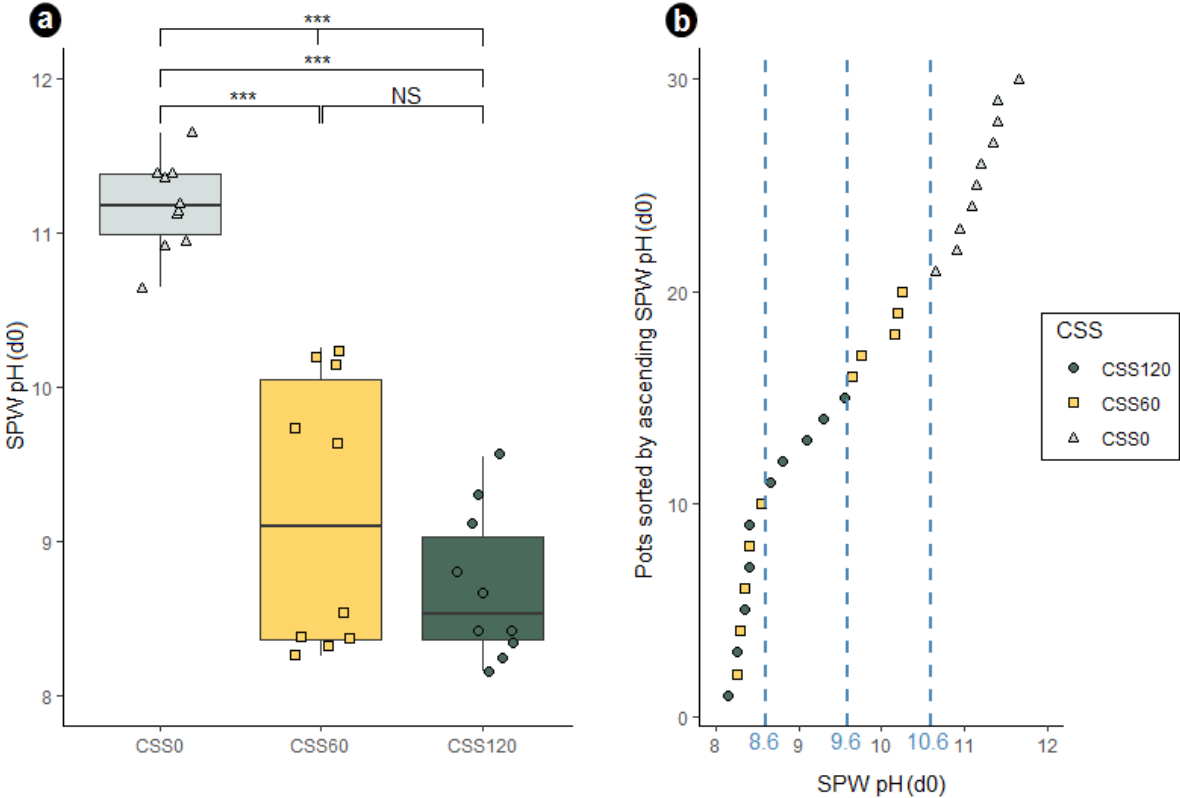 a
***
***
***
NS
12
11
10
9
8
SPW pH (d0)
CSS0
CSS60
CSS120
b
30
20
10
0
Pots sorted by ascending SPW pH (d0)
8
8.6
9
9.6
10
10.6
11
12
SPW pH (d0)
CSS
CSS120
CSS60
CSS0